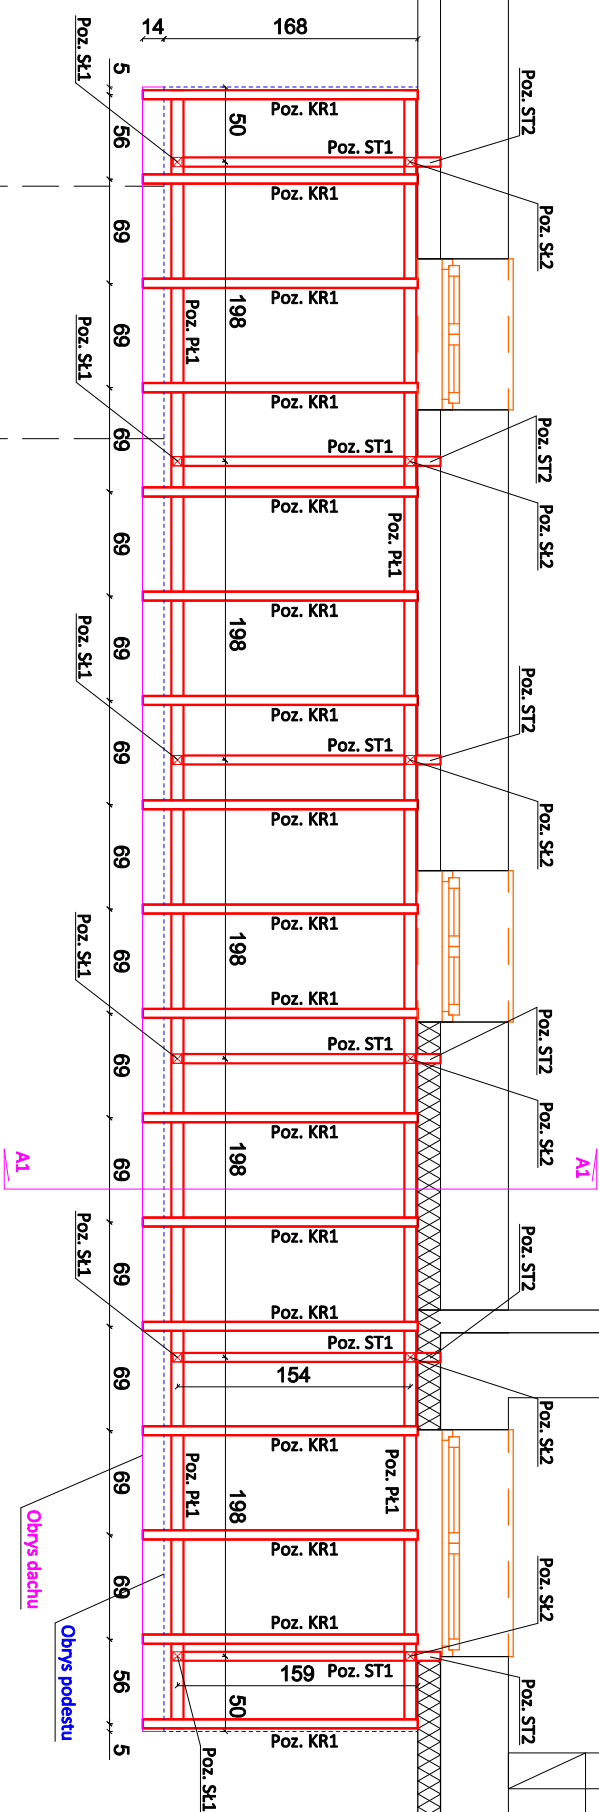 14
168
Poz. SŁ1
Poz. ST2
5
Poz. KR1
50
56
Poz. ST1
Poz. KR1
Poz. SŁ2
69
Poz. KR1
198
Poz. PŁ1
Poz. SŁ1
69
Poz. KR1
Poz. ST2
69
Poz. ST1
Poz. KR1
Poz. SŁ2
Poz. PŁ1
69
Poz. KR1
198
Poz. SŁ1
69
Poz. ST2
Poz. KR1
69
Poz. ST1
Poz. KR1
Poz. SŁ2
69
Poz. KR1
198
Poz. SŁ1
69
Poz. KR1
Poz. ST2
69
Poz. ST1
Poz. SŁ2
Poz. KR1
A1
A1
198
69
Poz. KR1
Poz. SŁ1
Poz. ST2
69
Poz. KR1
Poz. ST1
69
154
Poz. SŁ2
Poz. KR1
Poz. PŁ1
Poz. PŁ1
69
198
Obrys dachu
Poz. KR1
69
Poz. SŁ2
Obrys podestu
Poz. KR1
56
159
Poz. ST1
Poz. ST2
50
5
Poz. KR1
Poz. SŁ1